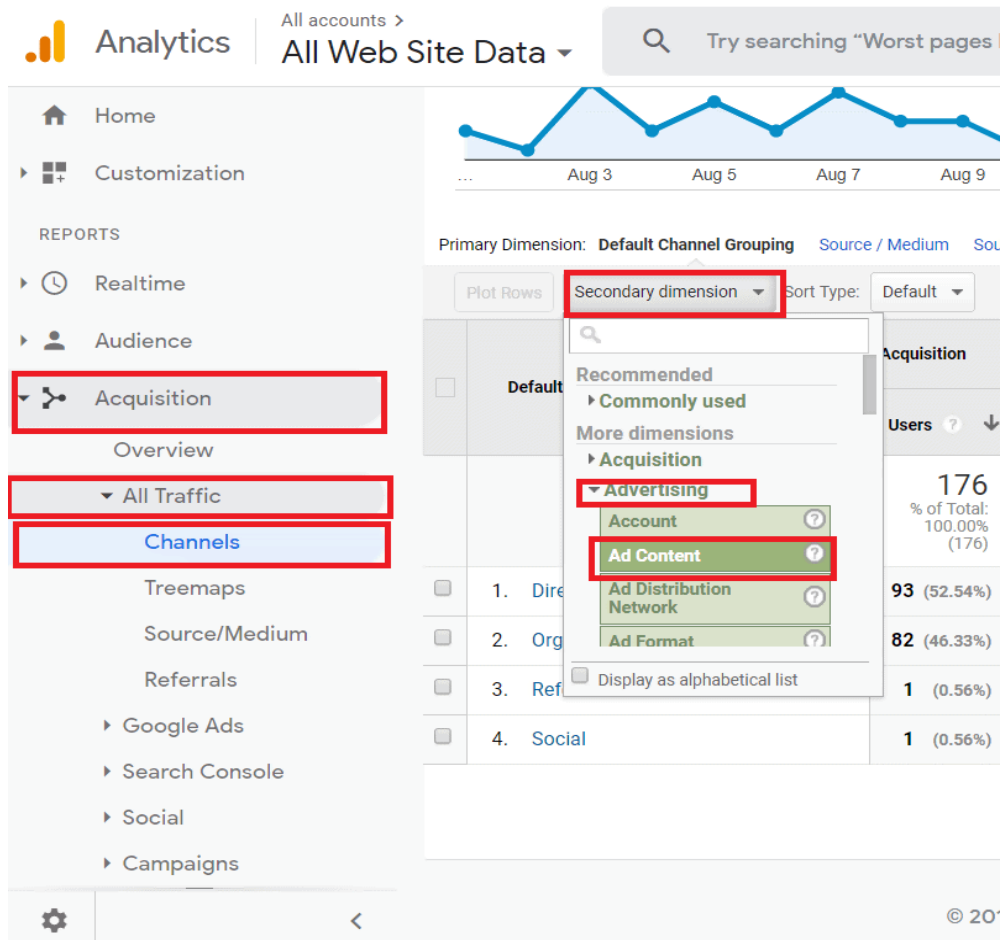 Analytics
All accounts >
All Web Site Data
Try searching “Worst pages
Home
Customization
REPORTS
Realtime
Audience
Acquisition
Overview
All Traffic
Channels
Treemaps
Source/Medium
Referrals
Google Ads
Search Console
Social
Campaigns
...
Aug 3
Aug 5
Aug 7
Aug 9
Primary Dimension: Default Channel Grouping Source / Medium
Plot Rows
Secondary dimension
Sort Type:
Default
Recommended
Commonly used
More dimensions
Acquisition
Advertising
Account ?
Ad Content ?
Ad Distribution
Network ?
Ad Format ?
Display as alphabetical list
Default
Acquisition
Users ?
176
% of Total:
100.00%
(176)
1. 93 (52.54%)
2. 82 (46.33%)
3. 1 (0.56%)
4. Social 1 (0.56%)